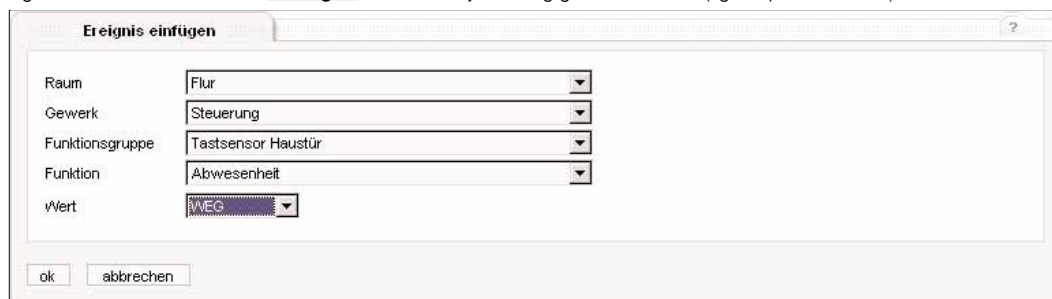 Ereignis einfügen
?
Raum Flur
Gewerk Steuerung
Funktionsgruppe Tastsensor Haustür
Funktion Abwesenheit
Wert WEG
ok abbrechen